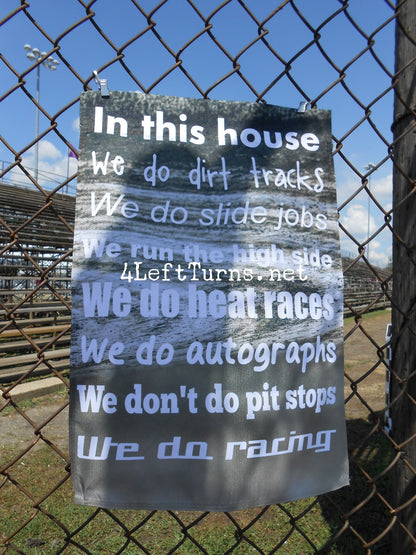 In this house
We do dirt tracks
We do slide jobs
We run the high side
4LeftTurns.net
We do heat races
We do autographs
We don't do pit stops
We do racing